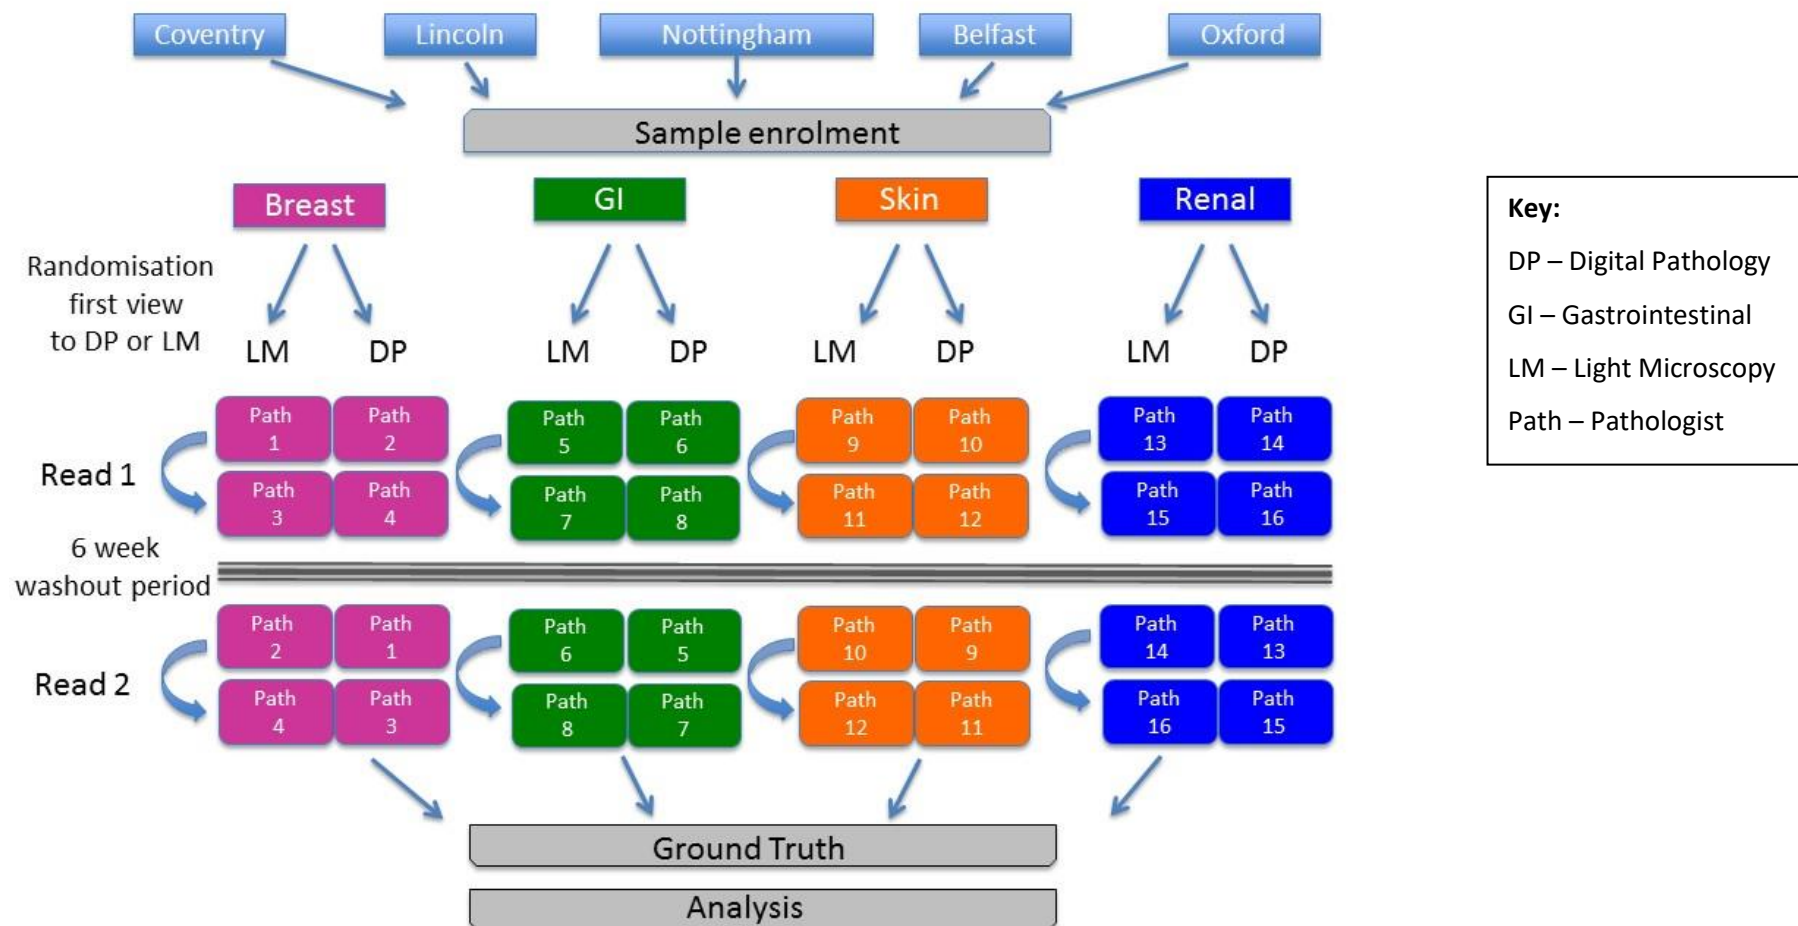 Coventry
Lincoln
Nottingham
Belfast
Oxford
Sample enrolment
Breast
GI
Skin
Renal
Randomisation
first view
to DP or LM
LM
DP
LM
DP
LM
DP
LM
DP
Read 1
Path
1
Path
2
Path
5
Path
6
Path
9
Path
10
Path
13
Path
14
Path
3
Path
4
Path
7
Path
8
Path
11
Path
12
Path
15
Path
16
6 week
washout period
Read 2
Path
2
Path
1
Path
6
Path
5
Path
10
Path
9
Path
14
Path
13
Path
4
Path
3
Path
8
Path
7
Path
12
Path
11
Path
16
Path
15
Ground Truth
Analysis
Key:
DP – Digital Pathology
GI – Gastrointestinal
LM – Light Microscopy
Path – Pathologist